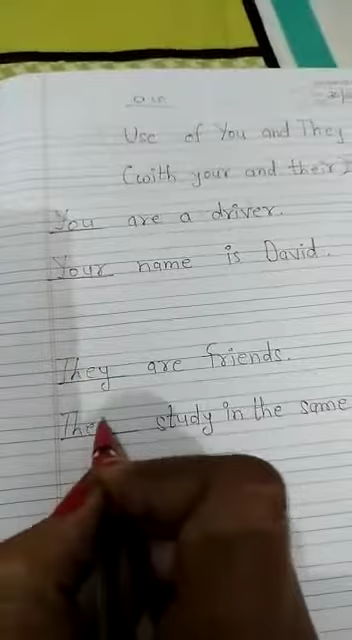 Use of You and They
(with your and their
You are a driver.
Your name is David.
They are friends.
The study in the same